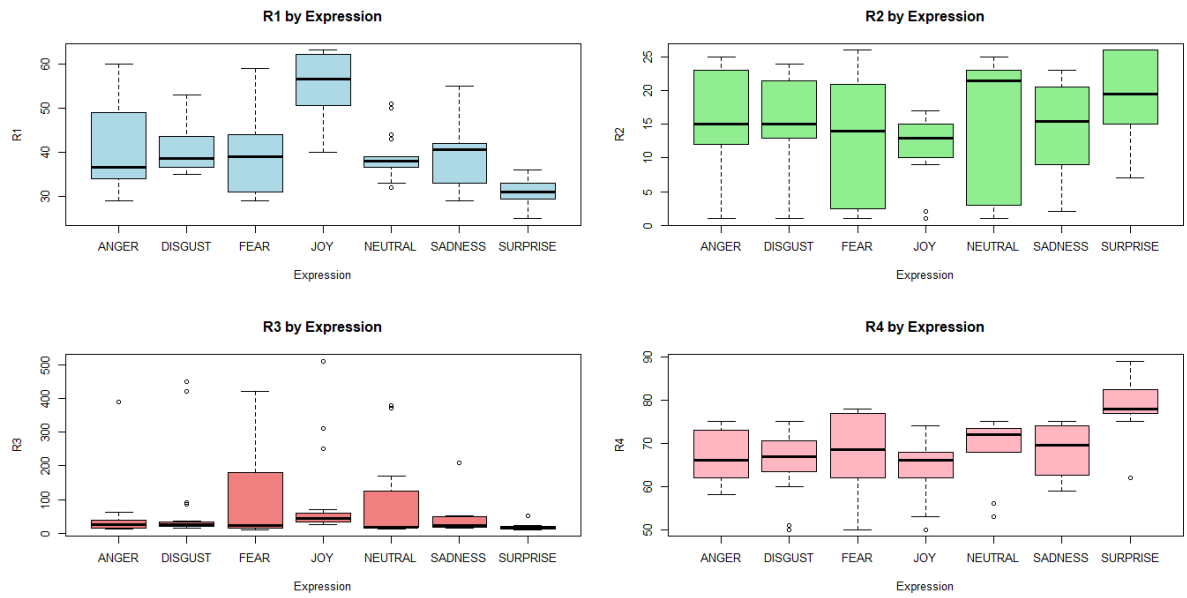 R1 by Expression
R1
60
50
40
30
ANGER DISGUST FEAR JOY NEUTRAL SADNESS SURPRISE
Expression
R2 by Expression
R2
25
20
15
10
5
0
ANGER DISGUST FEAR JOY NEUTRAL SADNESS SURPRISE
Expression
R3 by Expression
R3
500
400
300
200
100
0
ANGER DISGUST FEAR JOY NEUTRAL SADNESS SURPRISE
Expression
R4 by Expression
R4
90
80
70
60
50
ANGER DISGUST FEAR JOY NEUTRAL SADNESS SURPRISE
Expression